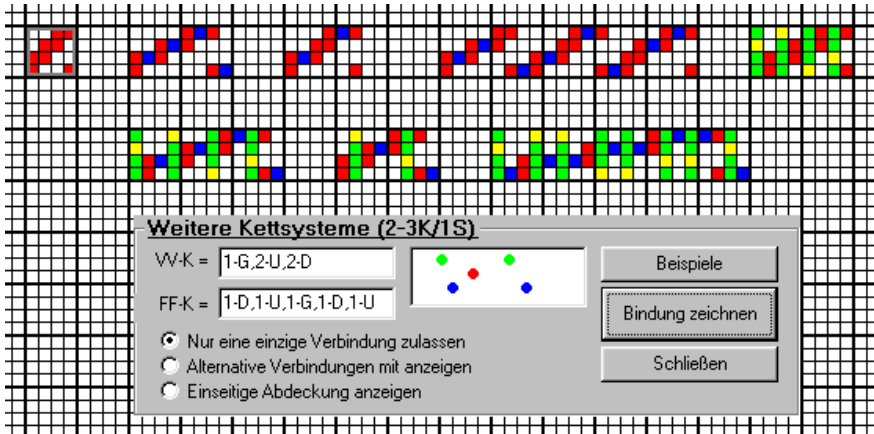 Weitere Kettsysteme (2-3K/1S)
VV-K = 1-G,2-U,2-D
FF-K = 1-D,1-U,1-G,1-D,1-U
Nur eine einzige Verbindung zulassen
Alternative Verbindungen mit anzeigen
Einseitige Abdeckung anzeigen
Beispiele
Bindung zeichnen
Schließen